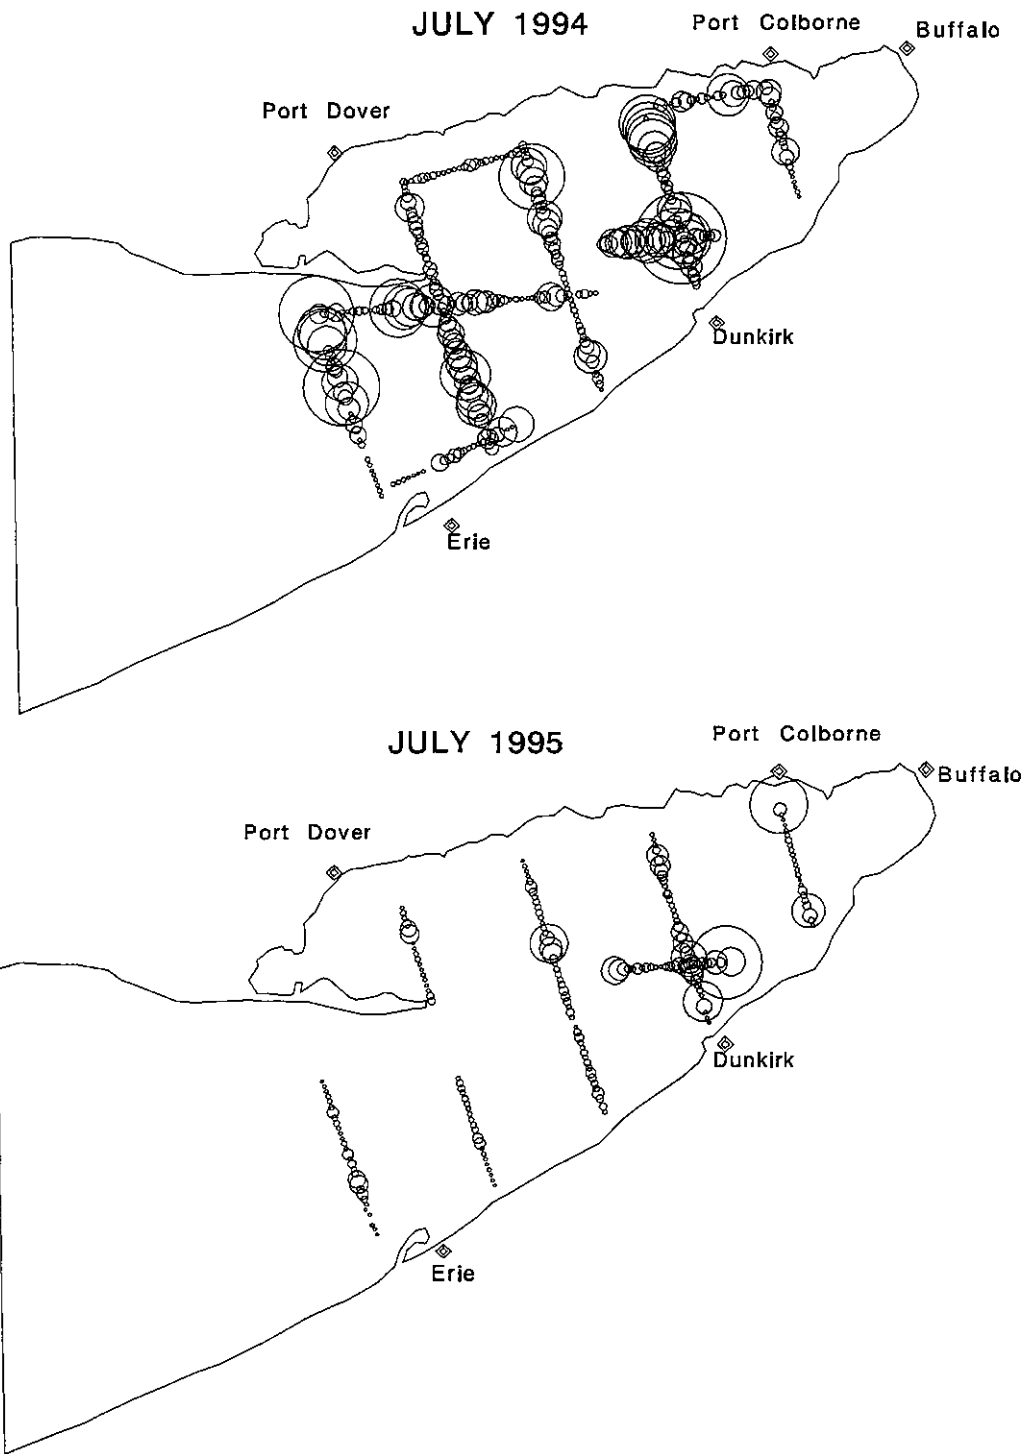 JULY 1994
Port Colborne
Buffalo
Port Dover
Dunkirk
Erie
JULY 1995
Port Colborne
Buffalo
Port Dover
Dunkirk
Erie